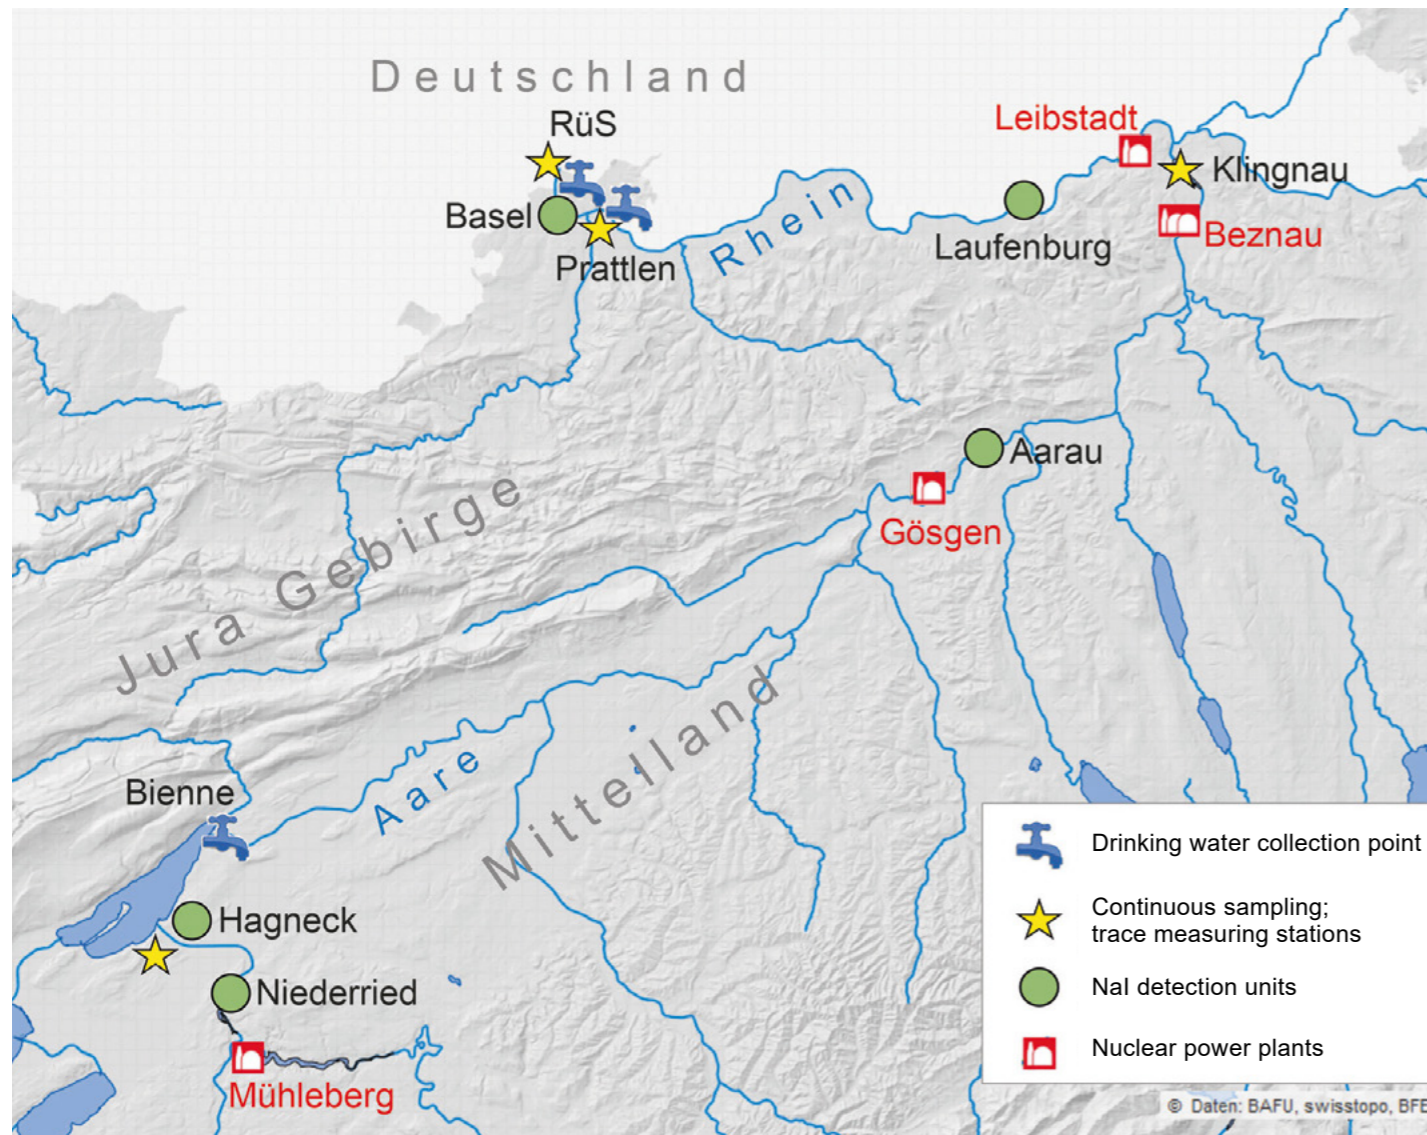 Deutschland
RüS
Leibstadt
Klingnau
Basel
Rhein
Beznau
Laufenburg
Prattlen
Aarau
Jura Gebirge
Gösgen
Mittelland
Aare
Bienne
Drinking water collection point
Hagneck
Continuous sampling;
trace measuring stations
Niederried
NaI detection units
Nuclear power plants
Mühleberg
© Daten: BAFU, swisstopo, BFE